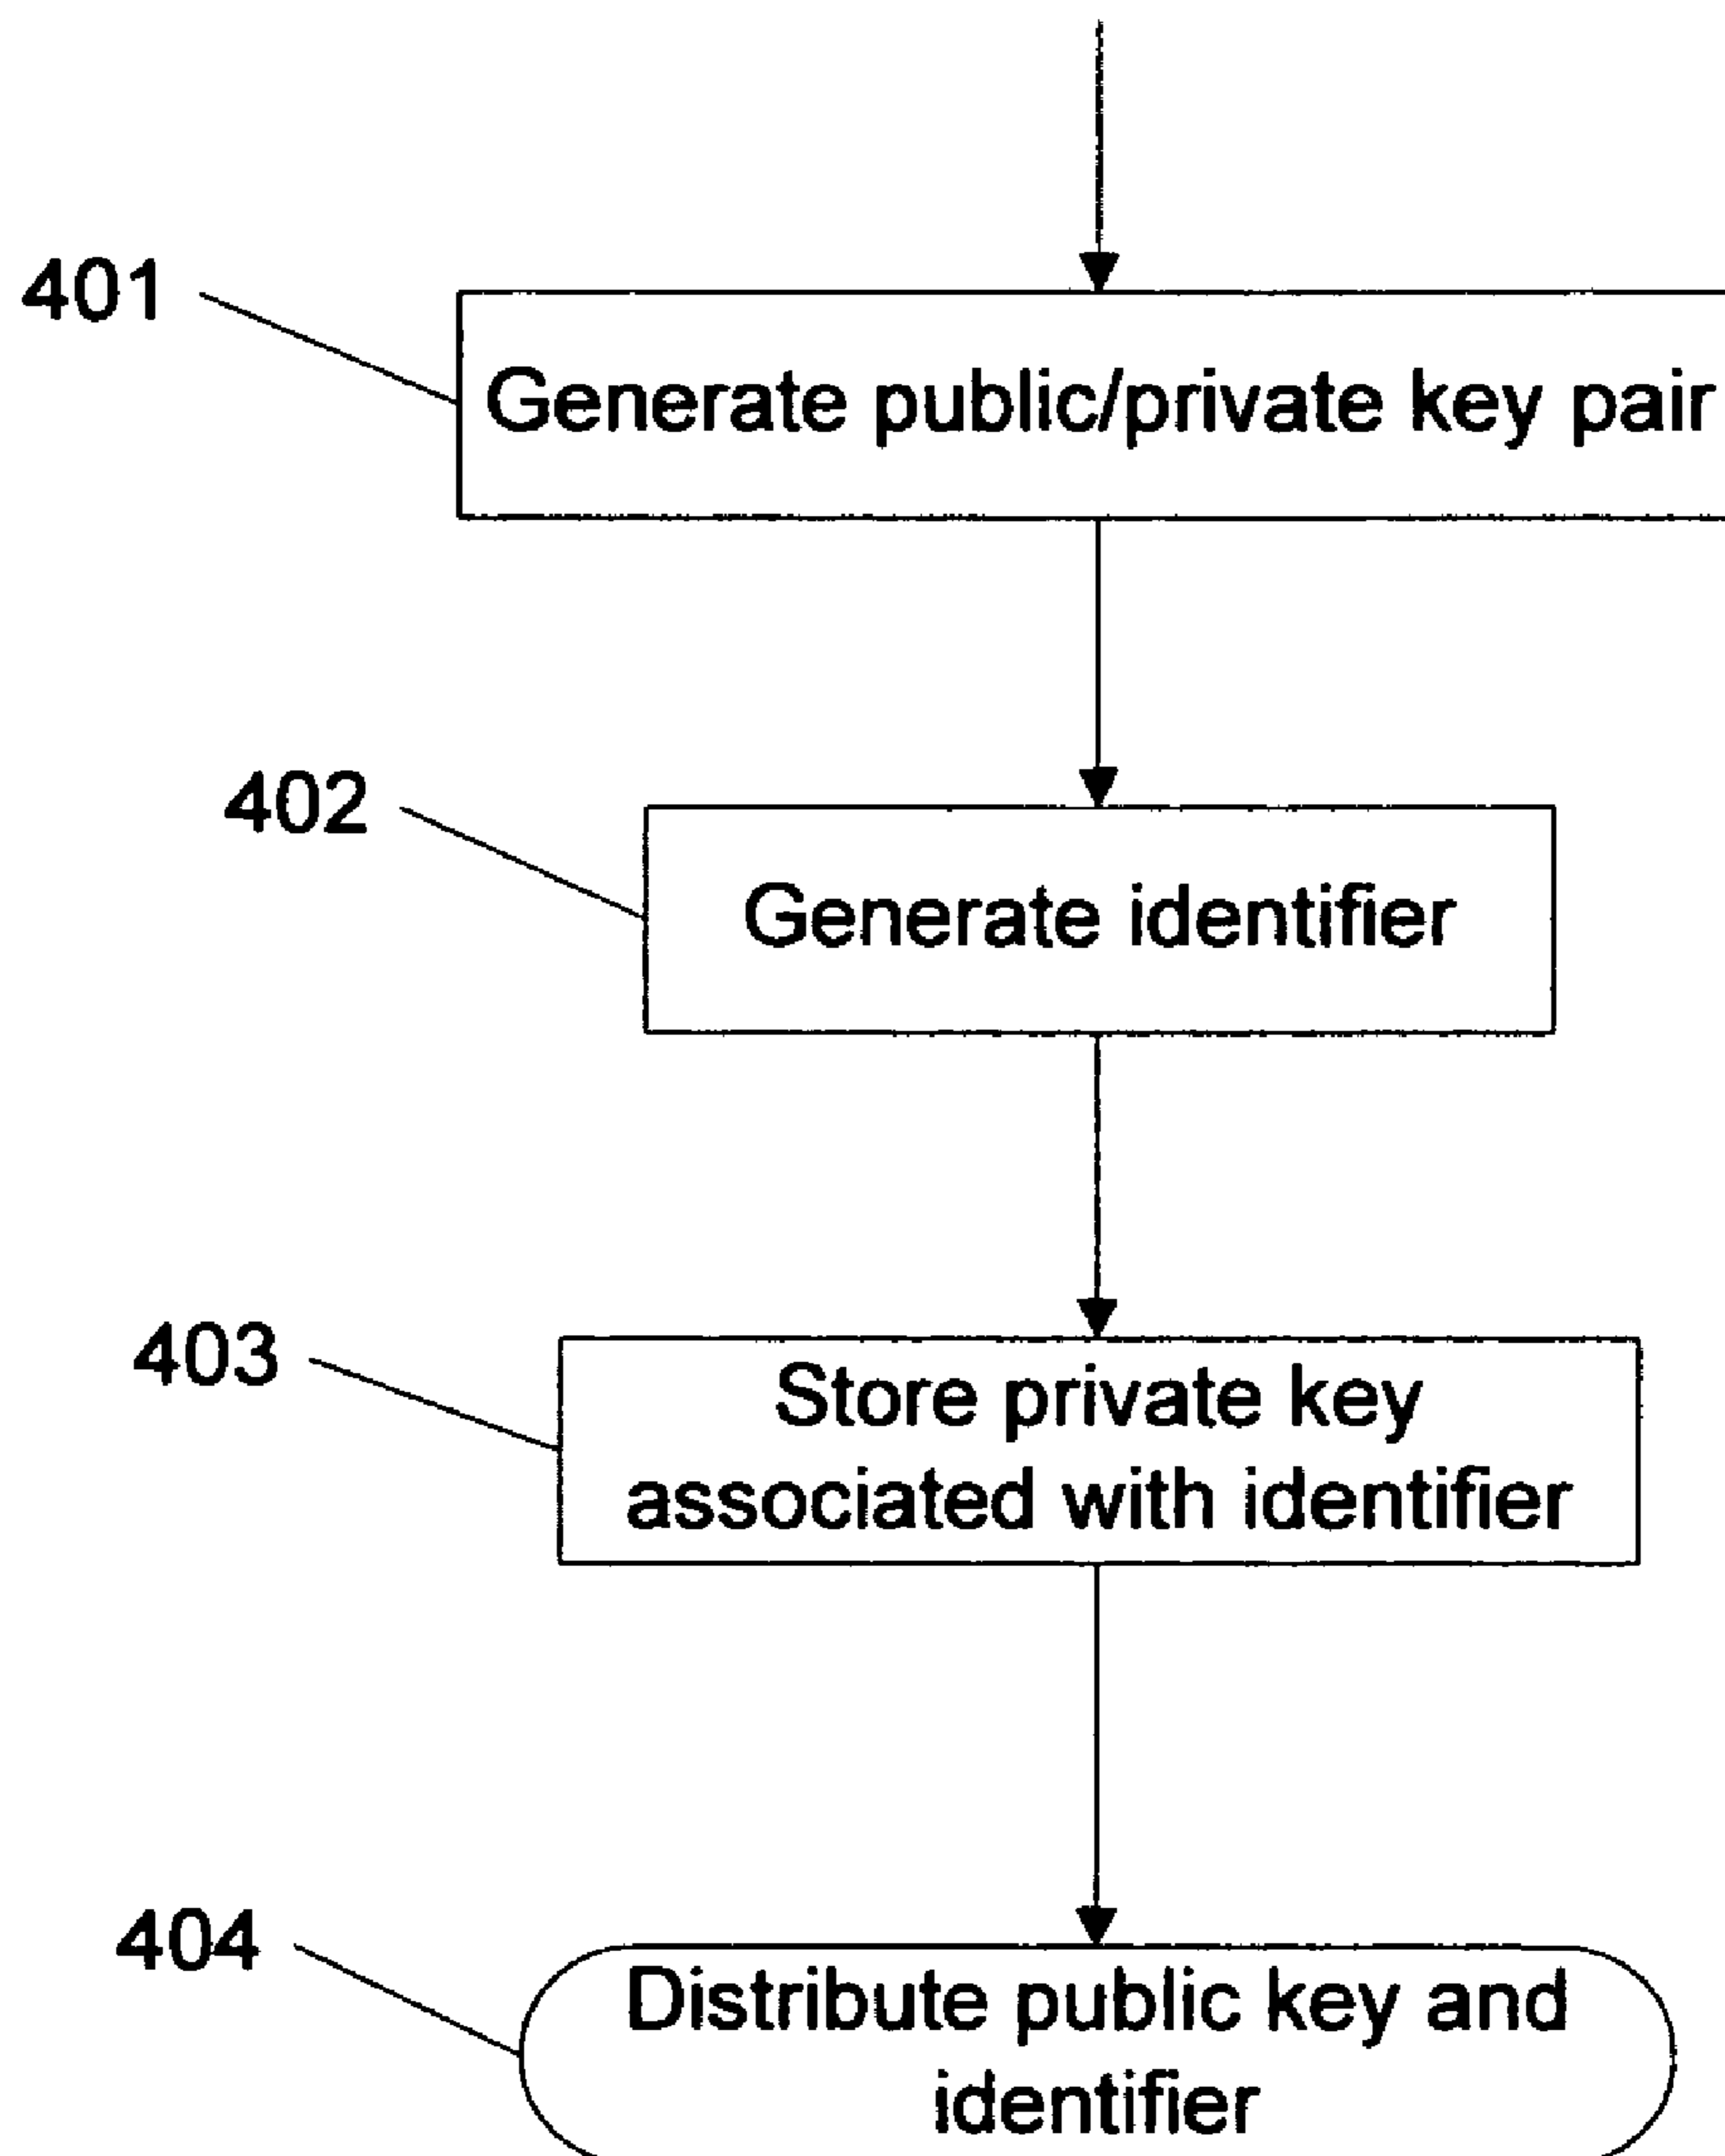 401
Generate public/private key pair
402
Generate identifier
403
Store private key
associated with identifier
404
Distribute public key and
identifier